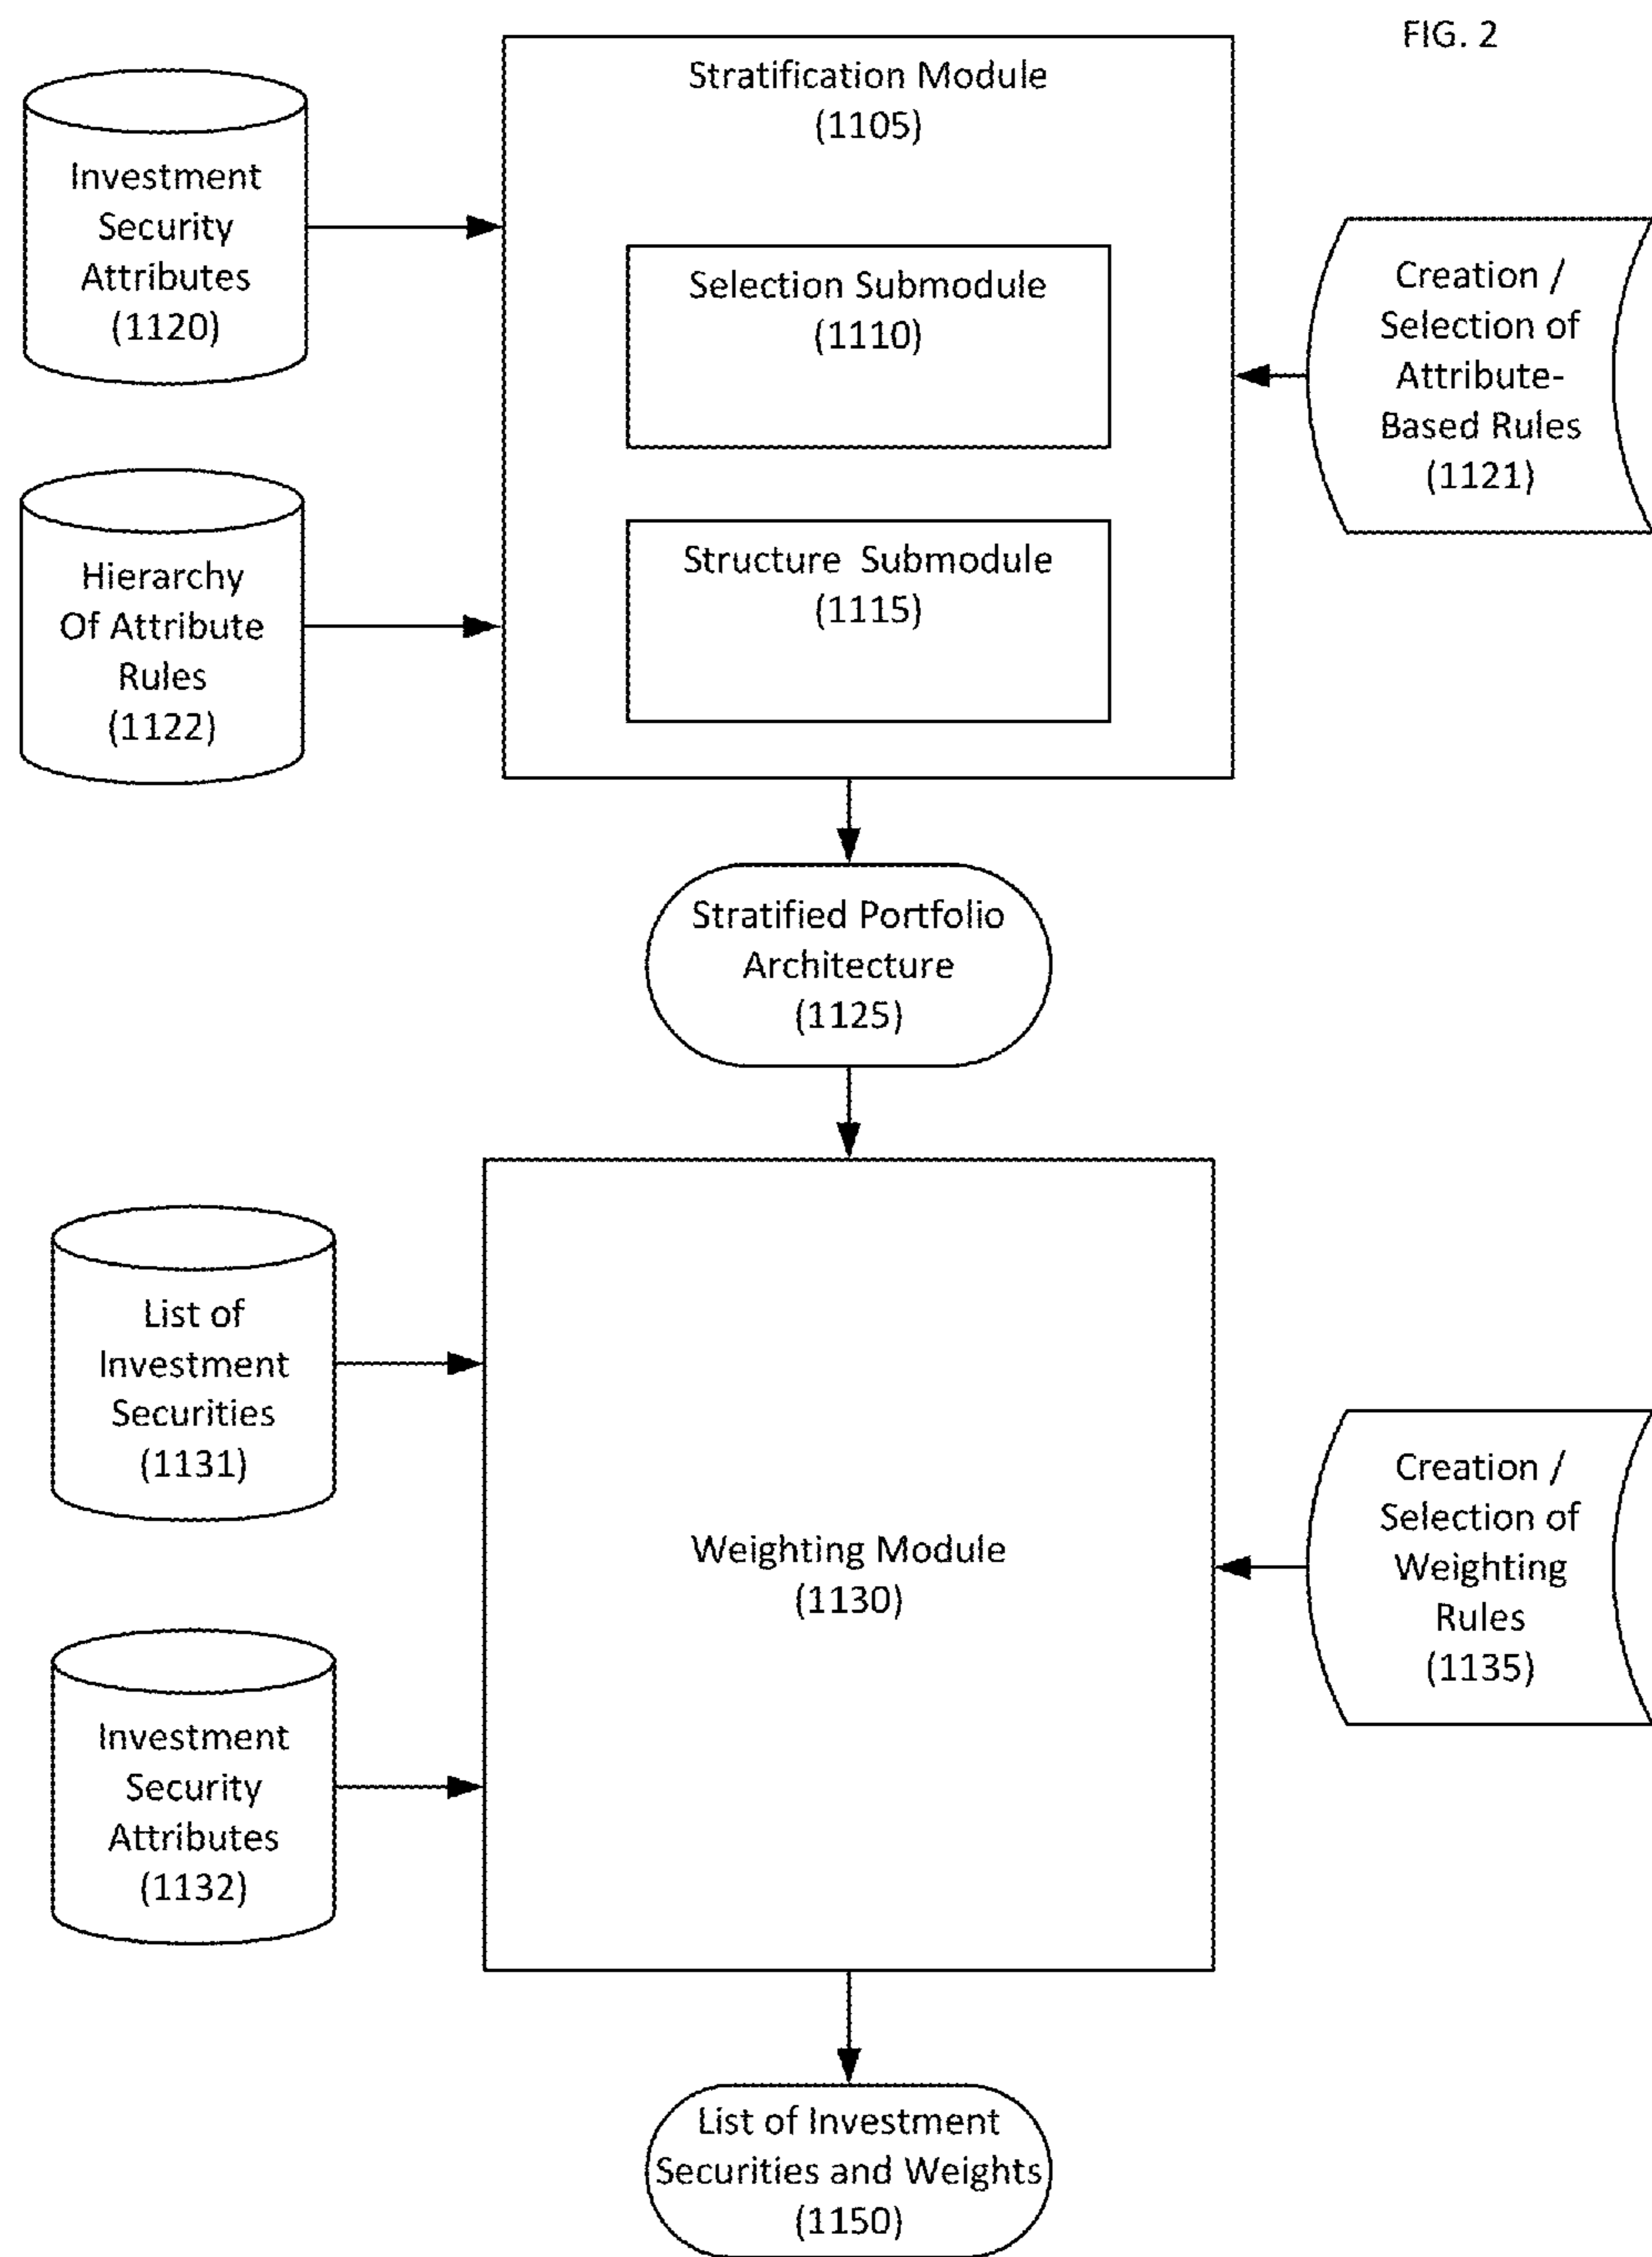 FIG. 2
Stratification Module
(1105)
Investment
Security
Attributes
(1120)
Selection Submodule
(1110)
Creation /
Selection of
Attribute-
Based Rules
(1121)
Hierarchy
Of Attribute
Rules
(1122)
Structure Submodule
(1115)
Stratified Portfolio
Architecture
(1125)
List of
Investment
Securities
(1131)
Weighting Module
(1130)
Creation /
Selection of
Weighting
Rules
(1135)
Investment
Security
Attributes
(1132)
List of Investment
Securities and Weights
(1150)